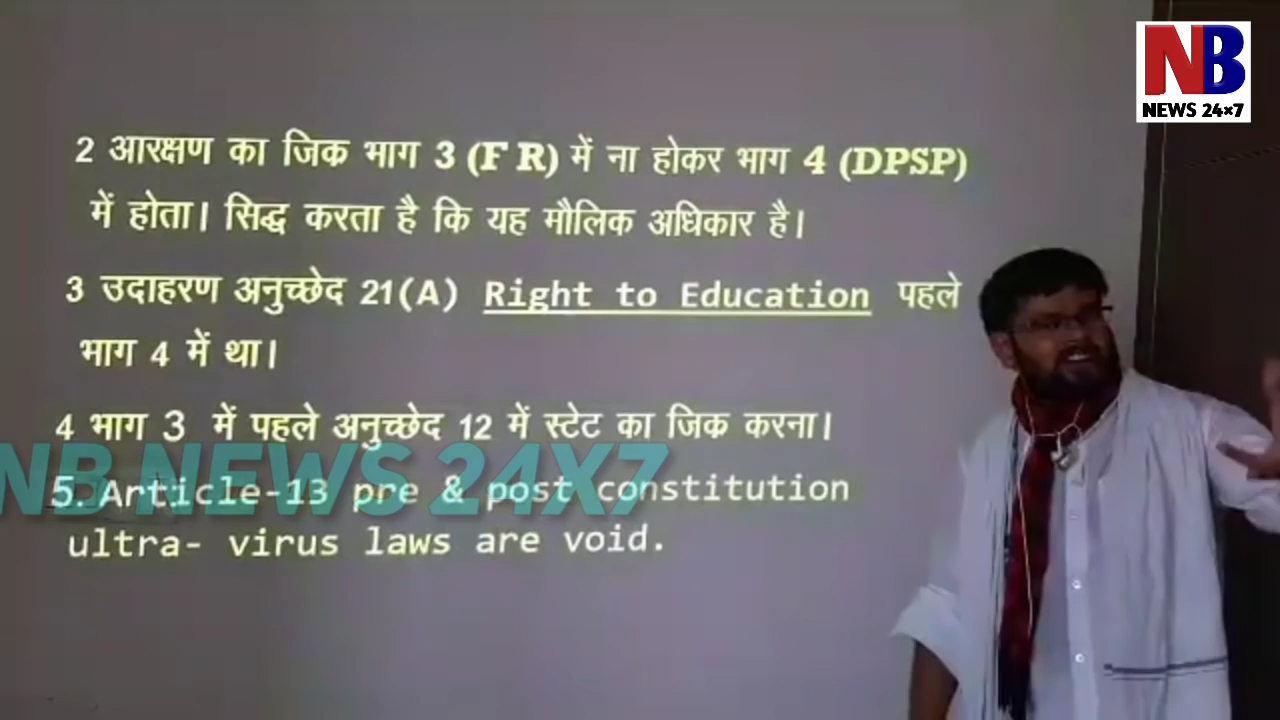 NB
NEWS 24×7
2 आरक्षण का जिक भाग 3 (F R) में ना होकर भाग 4 (DPSP)
में होता। सिद्ध करता है कि यह मौलिक अधिकार है।
3 उदाहरण अनुच्छेद 21(A) Right to Education पहले
भाग 4 में था।
4 भाग 3 में पहले अनुच्छेद 12 में स्टेट का जिक करना।
NB NEWS 24X7
5. Article-13 pre & post constitution
ultra- virus laws are void.